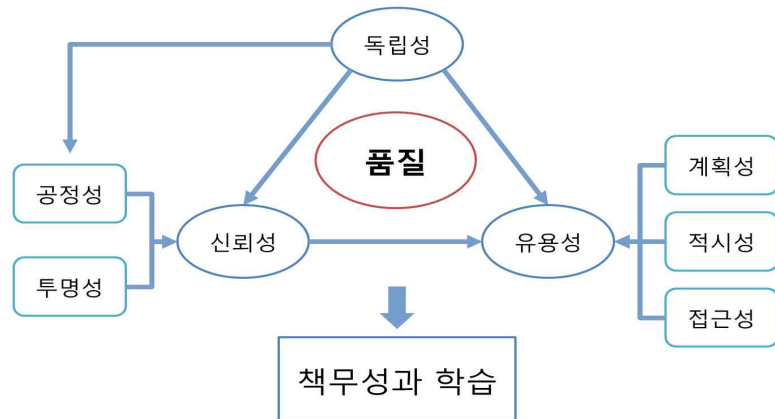 독립성
품질
공정성
투명성
신뢰성
유용성
계획성
적시성
접근성
책무성과 학습